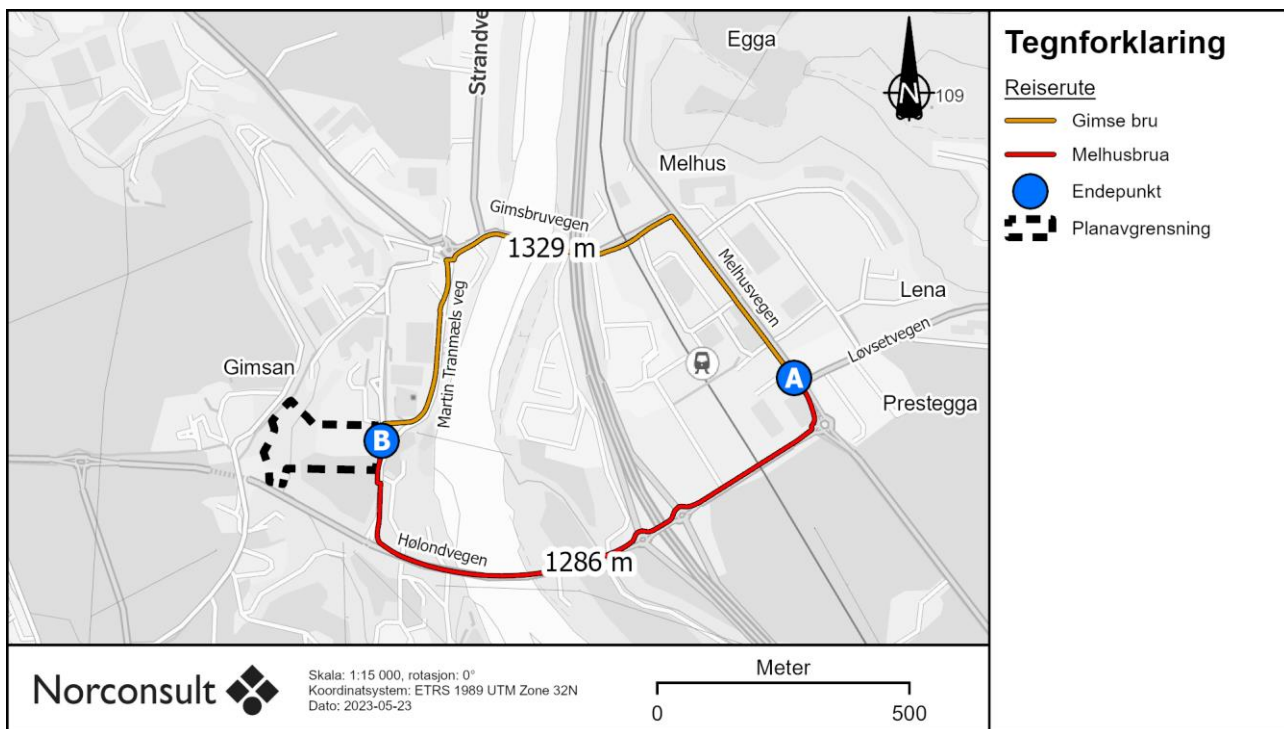 Egga
Strandve
N
109
Melhus
Gimsbruvegen
1329 m
Melhusvegen
Lena
Løvsetvegen
Martin Tranmæls veg
Gimsan
A
Prestegga
B
Hølondvegen
1286 m
Tegnforklaring
Reiserute
Gimse bru
Melhusbrua
Endepunkt
Planavgrensning
Norconsult
Skala: 1:15 000, rotasjon: 0°
Koordinatsystem: ETRS 1989 UTM Zone 32N
Dato: 2023-05-23
Meter
0 500